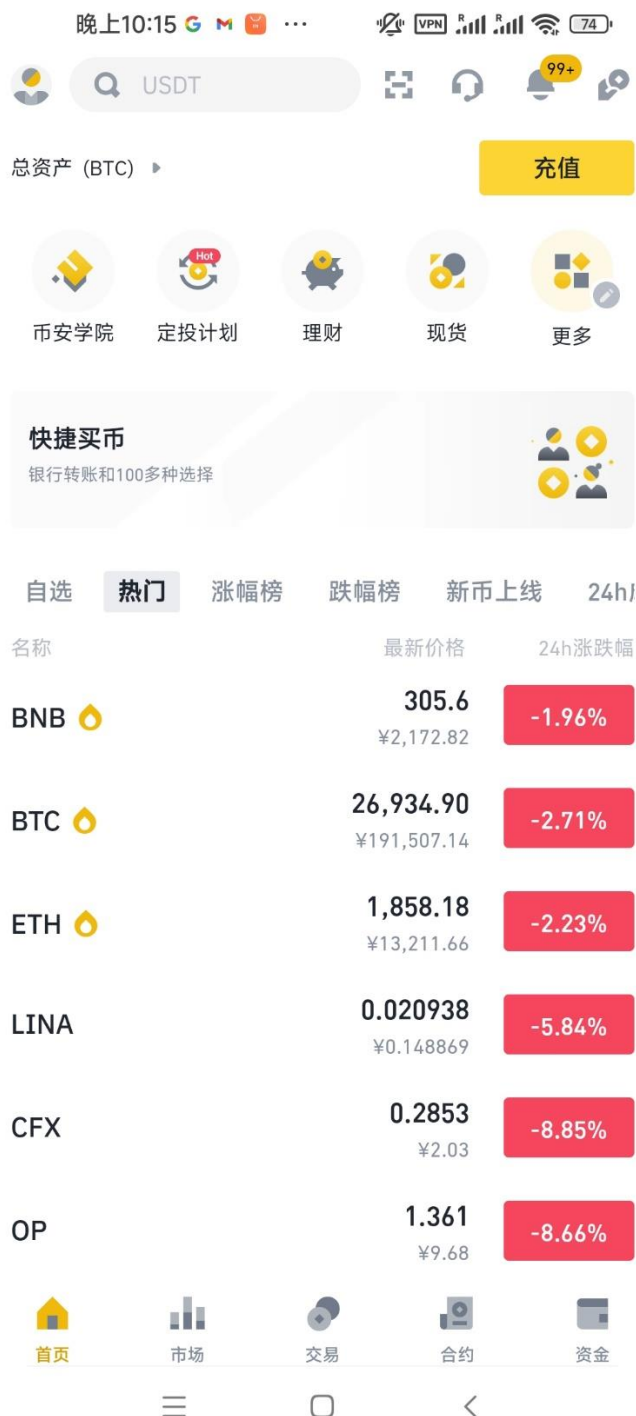 晚上10:15 G M ··· VPN R R 74
USDT
99+
总资产 (BTC)
充值
Hot
币安学院 定投计划 理财 现货 更多
快捷买币
银行转账和100多种选择
自选 热门 涨幅榜 跌幅榜 新币上线 24h
名称 最新价格 24h涨跌幅
BNB 305.6 -1.96%
¥2,172.82
BTC 26,934.90 -2.71%
¥191,507.14
ETH 1,858.18 -2.23%
¥13,211.66
LINA 0.020938 -5.84%
¥0.148869
CFX 0.2853 -8.85%
¥2.03
OP 1.361 -8.66%
¥9.68
首页 市场 交易 合约 资金